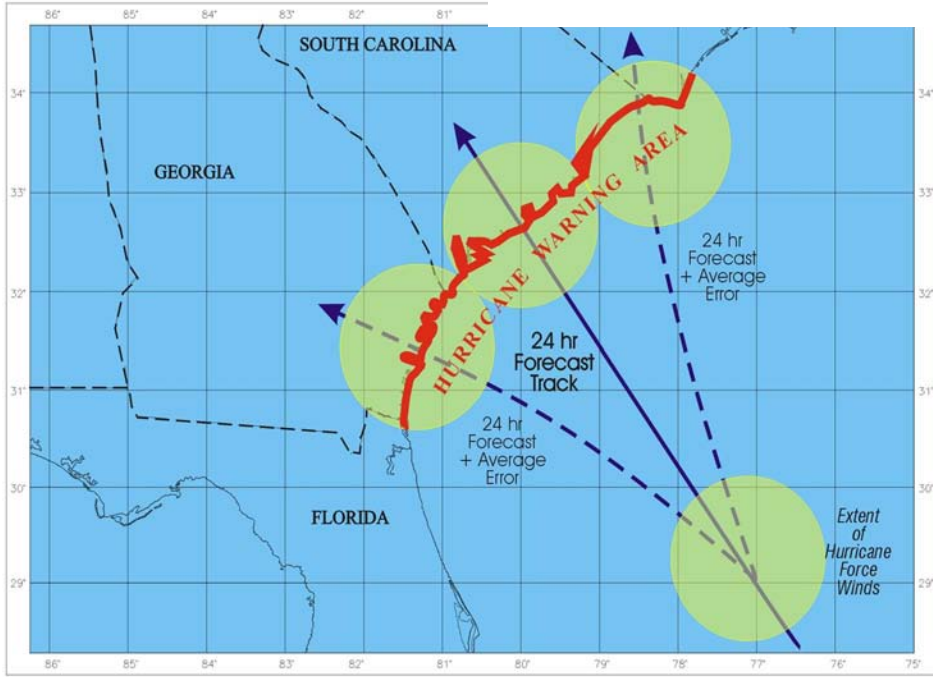 86° 85° 84° 83° 82° 81°
SOUTH CAROLINA
34° 34°
GEORGIA
33° 33°
HURRICANE WARNING AREA
24 hr
Forecast
+ Average
Error
32° 32°
24 hr
Forecast
Track
31° 31°
24 hr
Forecast
+ Average
Error
30° 30°
FLORIDA
Extent
of
Hurricane
Force
Winds
29° 29°
86° 85° 84° 83° 82° 81° 80° 79° 78° 77° 76° 75°